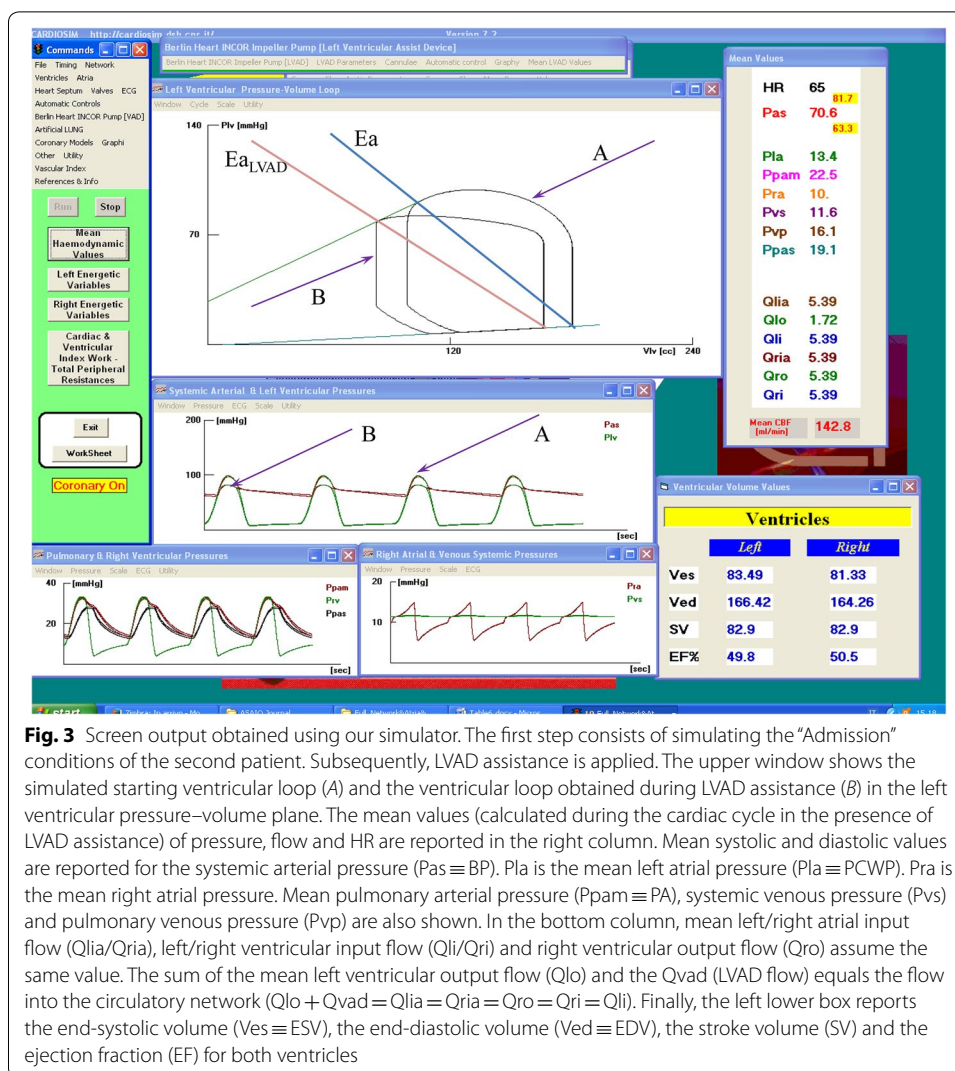 CARDIOSIM http://cardiosim.dsb.cnr.it/ Version 7.2
Commands
File Timing Network
Ventricles Atria
Heart Septum Valves ECG
Automatic Controls
Berlin Heart INCOR Pump [VAD]
Artificial LUNG
Coronary Models Graphi
Other Utility
Vascular Index
References & Info
Run Stop
Mean
Haemodynamic
Values
Left Energetic
Variables
Right Energetic
Variables
Cardiac &
Ventricular
Index Work -
Total Peripheral
Resistances
Exit
WorkSheet
Coronary On
Berlin Heart INCOR Impeller Pump [Left Ventricular Assist Device]
Berlin Heart INCOR Impeller Pump [LVAD] LVAD Parameters Cannulae Automatic control Graphy Mean LVAD Values
Left Ventricular Pressure-Volume Loop
Window Cycle Scale Utility
140 Plv [mmHg]
Ea
A
EaLVAD
70
B
120
Vlv [cc] 240
Systemic Arterial & Left Ventricular Pressures
Window Pressure ECG Scale Utility
200 [mmHg]
Pas
Plv
B
A
100
[sec]
Pulmonary & Right Ventricular Pressures
Window Pressure Scale ECG Utility
40 [mmHg]
Ppam
Prv
Ppas
20
[sec]
Right Atrial & Venous Systemic Pressures
Window Pressure Scale ECG
20 [mmHg]
Pra
Pvs
10
[sec]
Mean Values
HR 65
81.7
Pas 70.6
63.3
Pla 13.4
Ppam 22.5
Pra 10.
Pvs 11.6
Pvp 16.1
Ppas 19.1
Qlia 5.39
Qlo 1.72
Qli 5.39
Qria 5.39
Qro 5.39
Qri 5.39
Mean CBF
[ml/min] 142.8
Ventricular Volume Values
Ventricles
Left Right
Ves 83.49 81.33
Ved 166.42 164.26
SV 82.9 82.9
EF% 49.8 50.5
start
IT 15.18
Fig. 3 Screen output obtained using our simulator. The first step consists of simulating the “Admission”
conditions of the second patient. Subsequently, LVAD assistance is applied. The upper window shows the
simulated starting ventricular loop (A) and the ventricular loop obtained during LVAD assistance (B) in the left
ventricular pressure–volume plane. The mean values (calculated during the cardiac cycle in the presence of
LVAD assistance) of pressure, flow and HR are reported in the right column. Mean systolic and diastolic values
are reported for the systemic arterial pressure (Pas ≡ BP). Pla is the mean left atrial pressure (Pla ≡ PCWP). Pra is
the mean right atrial pressure. Mean pulmonary arterial pressure (Ppam ≡ PA), systemic venous pressure (Pvs)
and pulmonary venous pressure (Pvp) are also shown. In the bottom column, mean left/right atrial input
flow (Qlia/Qria), left/right ventricular input flow (Qli/Qri) and right ventricular output flow (Qro) assume the
same value. The sum of the mean left ventricular output flow (Qlo) and the Qvad (LVAD flow) equals the flow
into the circulatory network (Qlo + Qvad = Qlia = Qria = Qro = Qri = Qli). Finally, the left lower box reports
the end-systolic volume (Ves ≡ ESV), the end-diastolic volume (Ved ≡ EDV), the stroke volume (SV) and the
ejection fraction (EF) for both ventricles